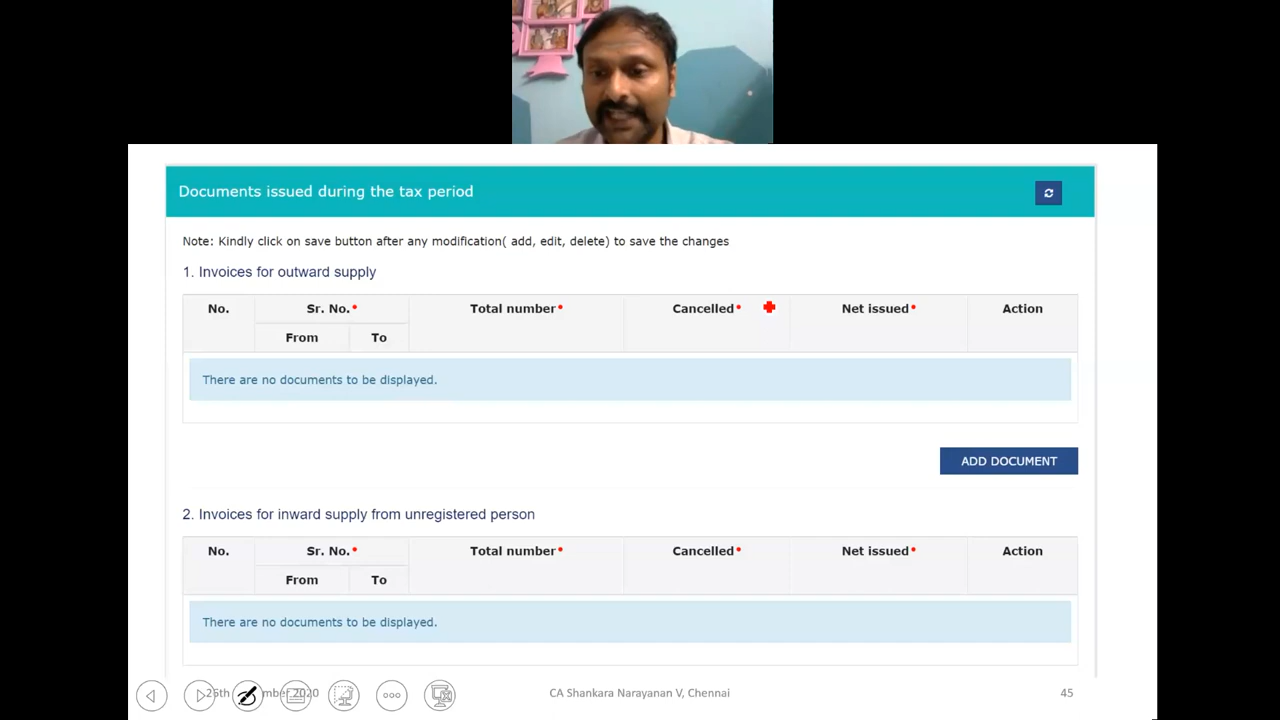 Documents issued during the tax period
Note: Kindly click on save button after any modification( add, edit, delete) to save the changes
1. Invoices for outward supply
No. Sr. No.• Total number• Cancelled• Net issued• Action
From To
There are no documents to be displayed.
ADD DOCUMENT
2. Invoices for inward supply from unregistered person
No. Sr. No.• Total number• Cancelled• Net issued• Action
From To
There are no documents to be displayed.
2020 CA Shankara Narayanan V, Chennai 45